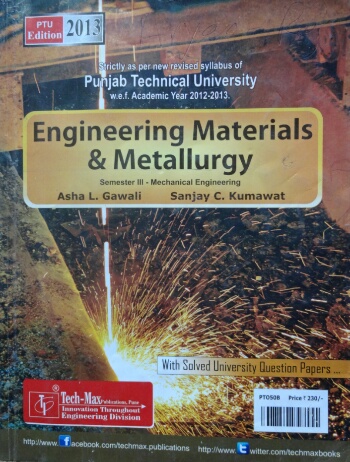 PTU
Edition 2013
Strictly as per new revised syllabus of
Punjab Technical University
w.e.f. Academic Year 2012-2013.
Engineering Materials
& Metallurgy
Semester III - Mechanical Engineering
Asha L. Gawali Sanjay C. Kumawat
With Solved University Question Papers ...
Tech-Max Publications, Pune
Innovation Throughout
Engineering Division
PTO50B Price ₹ 230/-
http://www.facebook.com/techmax.publications http://www.twitter.com/techmaxbooks